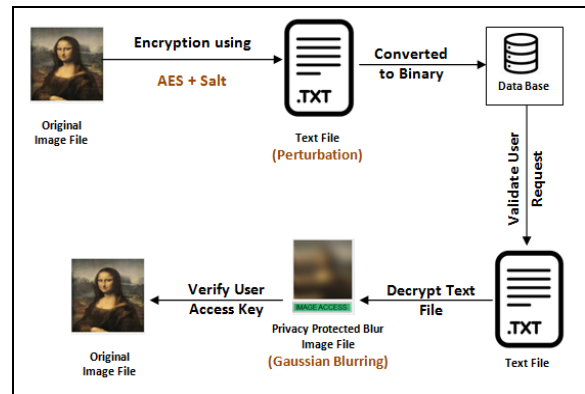 Encryption using
AES + Salt
Original
Image File
.TXT
Text File
(Perturbation)
Converted
to Binary
Data Base
Validate User
Request
.TXT
Text File
Decrypt Text
File
IMAGE ACCESS
Privacy Protected Blur
Image File
(Gaussian Blurring)
Verify User
Access Key
Original
Image File